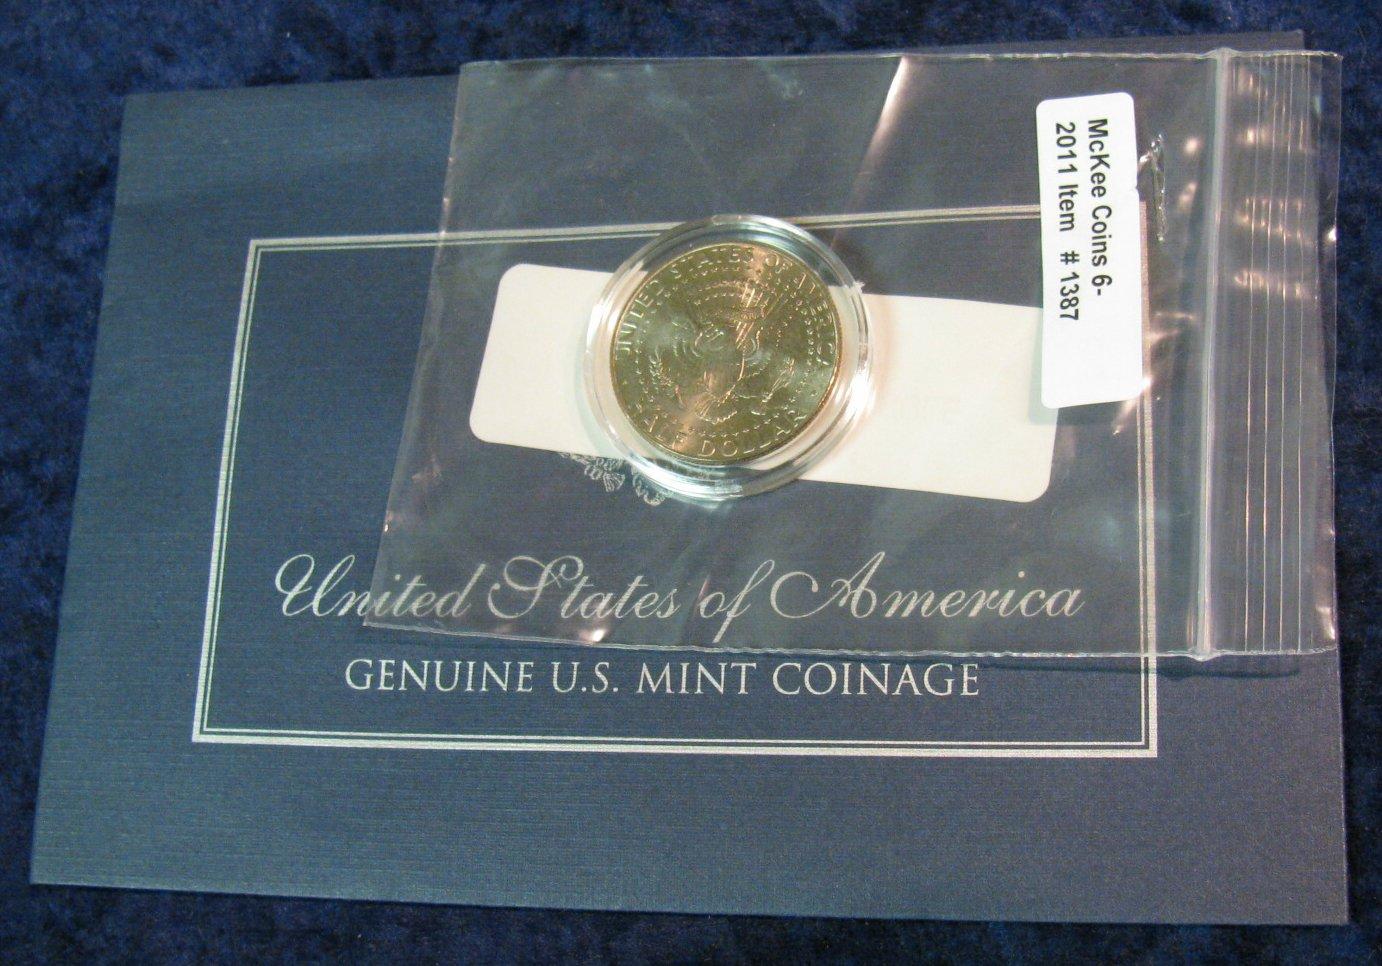 McKee Coins 6-
2011 Item # 1387
UNITED STATES OF AMERICA
HALF DOLLAR
United States of America
GENUINE U.S. MINT COINAGE